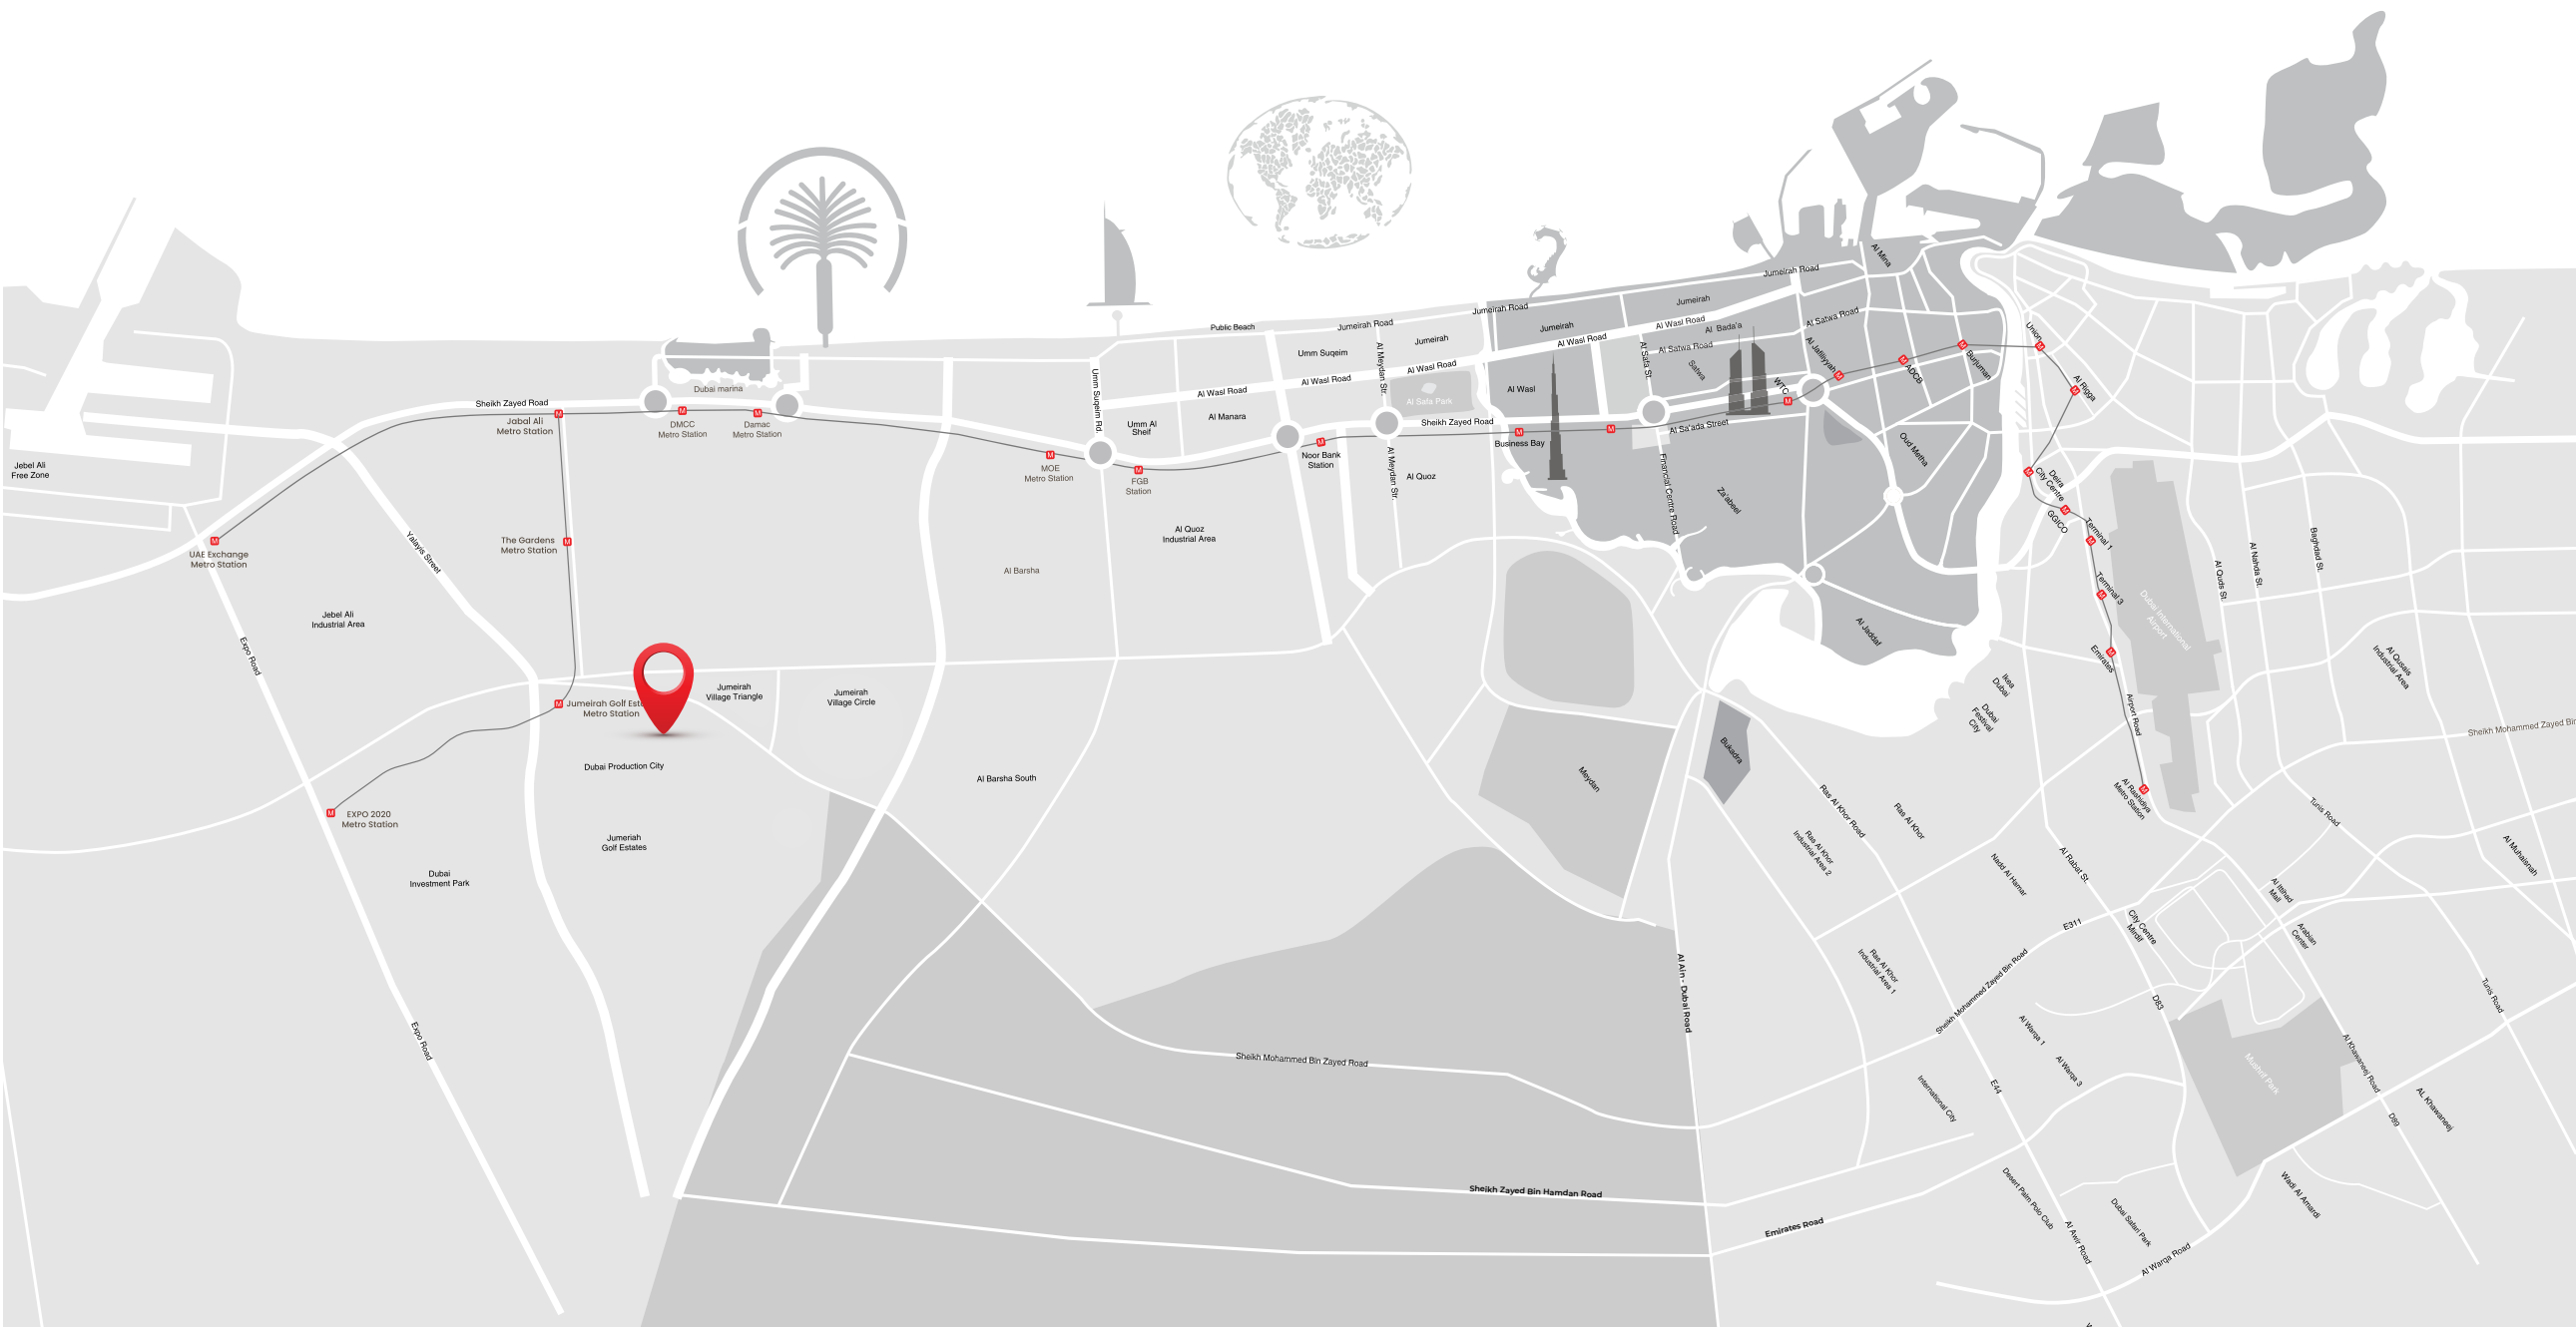 Jumeirah Road
Al Mina
Jumeirah
Jumeirah Road
Public Beach
Jumeirah Road
Jumeirah
Al Wasl Road
Al Bada'a
Al Satwa Road
Umm Suqeim
Al Meydan Str.
Jumeirah
Al Wasl Road
Al Safa St.
Al Satwa Road
Satwa
Al Jafiliyyah
Union
Burjuman
ADCB
Al Rigga
Umm Suqeim Rd.
Al Wasl Road
Al Wasl Road
Al Wasl Road
Al Wasl
WTC
Dubai marina
Al Safa Park
Sheikh Zayed Road
Jabal Ali
Metro Station
DMCC
Metro Station
Damac
Metro Station
Umm Al
Sheif
Al Manara
Sheikh Zayed Road
Al Sa'ada Street
Business Bay
Noor Bank
Station
Al Meydan Str.
Al Quoz
MOE
Metro Station
FGB
Station
Financial Centre Road
Za'abeel
Oud Metha
Deira
City Centre
GGICO
Terminal 1
Terminal 3
Emirates
Jebel Ali
Free Zone
UAE Exchange
Metro Station
Yalayis Street
The Gardens
Metro Station
Al Barsha
Al Quoz
Industrial Area
Al Jaddaf
Dubai International
Airport
Al Quds St.
Al Nahda St.
Baghdad St.
Al Qusais
Industrial Area
Jebel Ali
Industrial Area
Expo Road
Jumeirah Golf Est
Metro Station
Jumeirah
Village Triangle
Jumeirah
Village Circle
Ikea
Dubai
Dubai
Festival
City
Airport Road
Sheikh Mohammed Zayed Bin
Bukadra
Meydan
Dubai Production City
Al Barsha South
Al Rashidiya
Metro Station
EXPO 2020
Metro Station
Jumeriah
Golf Estates
Dubai
Investment Park
Ras Al Khor Road
Ras Al Khor
Ras Al Khor
Industrial Area 2
Nadd Al Hamar
Al Rabat St.
Tunis Road
Al Muhaisnah
Al Ittihad
Mall
E311
City Centre
Mirdif
Arabian
Center
Al Ain - Dubai Road
Ras Al Khor
Industrial Area 1
Sheikh Mohammed Zayed Bin Road
D83
Tunis Road
Expo Road
Sheikh Mohammed Bin Zayed Road
Al Warqa 1
Al Warqa 3
Mushrif Park
Al Khawaneej Road
International City
E44
D89
AL Khawaneej
Sheikh Zayed Bin Hamdan Road
Emirates Road
Desert Palm Polo Club
Al Awir Road
Dubai Safari Park
Al Warqa Road
Wadi Al Amardi